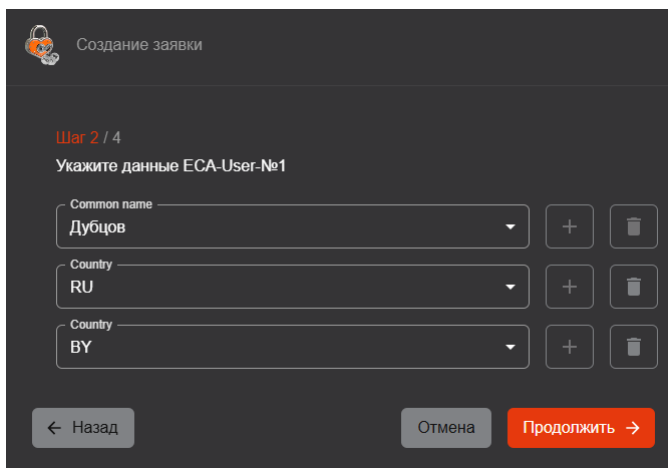 Создание заявки
Шаг 2 / 4
Укажите данные ECA-User-№1
Common name
Дубцов
Country
RU
Country
BY
Назад
Отмена
Продолжить